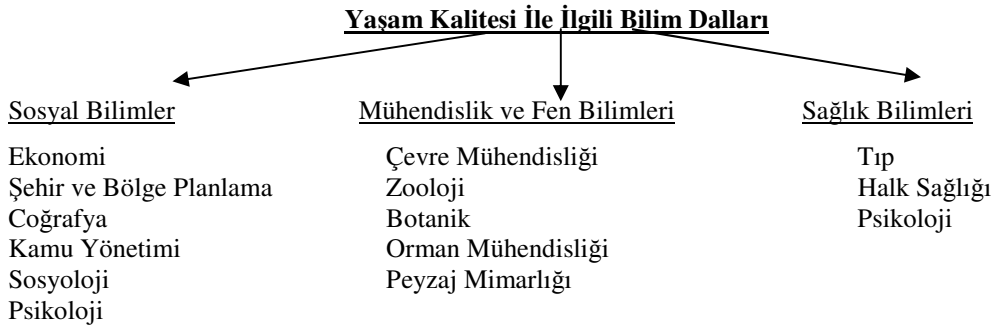 Yaşam Kalitesi İle İlgili Bilim Dalları
Sosyal Bilimler
Ekonomi
Şehir ve Bölge Planlama
Coğrafya
Kamu Yönetimi
Sosyoloji
Psikoloji
Mühendislik ve Fen Bilimleri
Çevre Mühendisliği
Zooloji
Botanik
Orman Mühendisliği
Peyzaj Mimarlığı
Sağlık Bilimleri
Tıp
Halk Sağlığı
Psikoloji